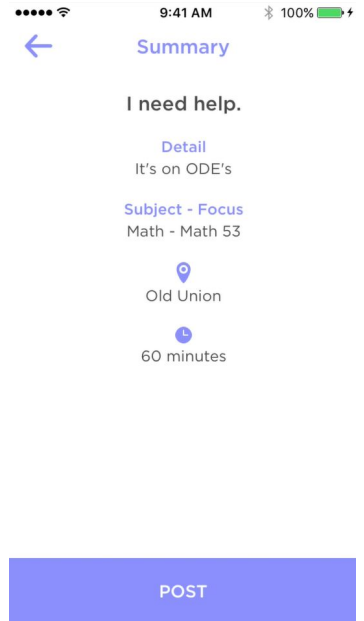 9:41 AM
100%
Summary
I need help.
Detail
It's on ODE's
Subject - Focus
Math - Math 53
Old Union
60 minutes
POST